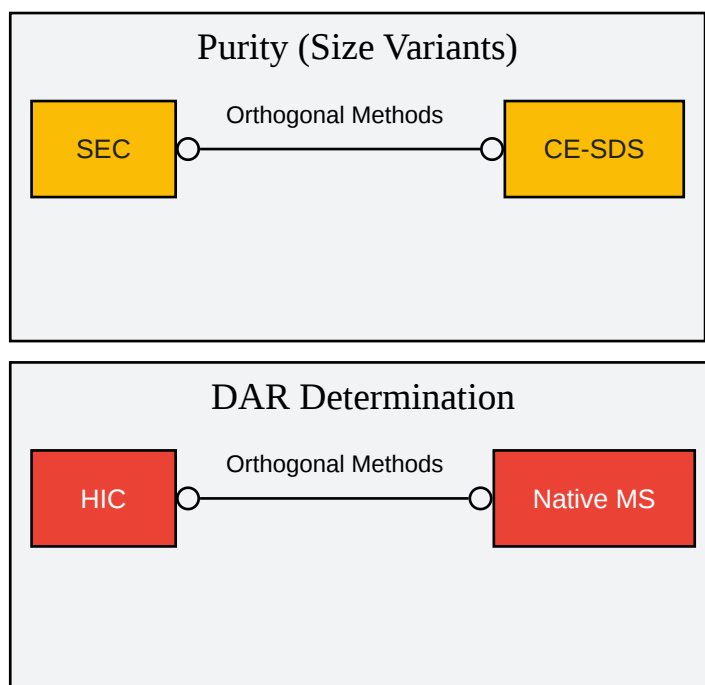 Purity (Size Variants)
Orthogonal Methods
SEC
CE-SDS
DAR Determination
Orthogonal Methods
HIC
Native MS